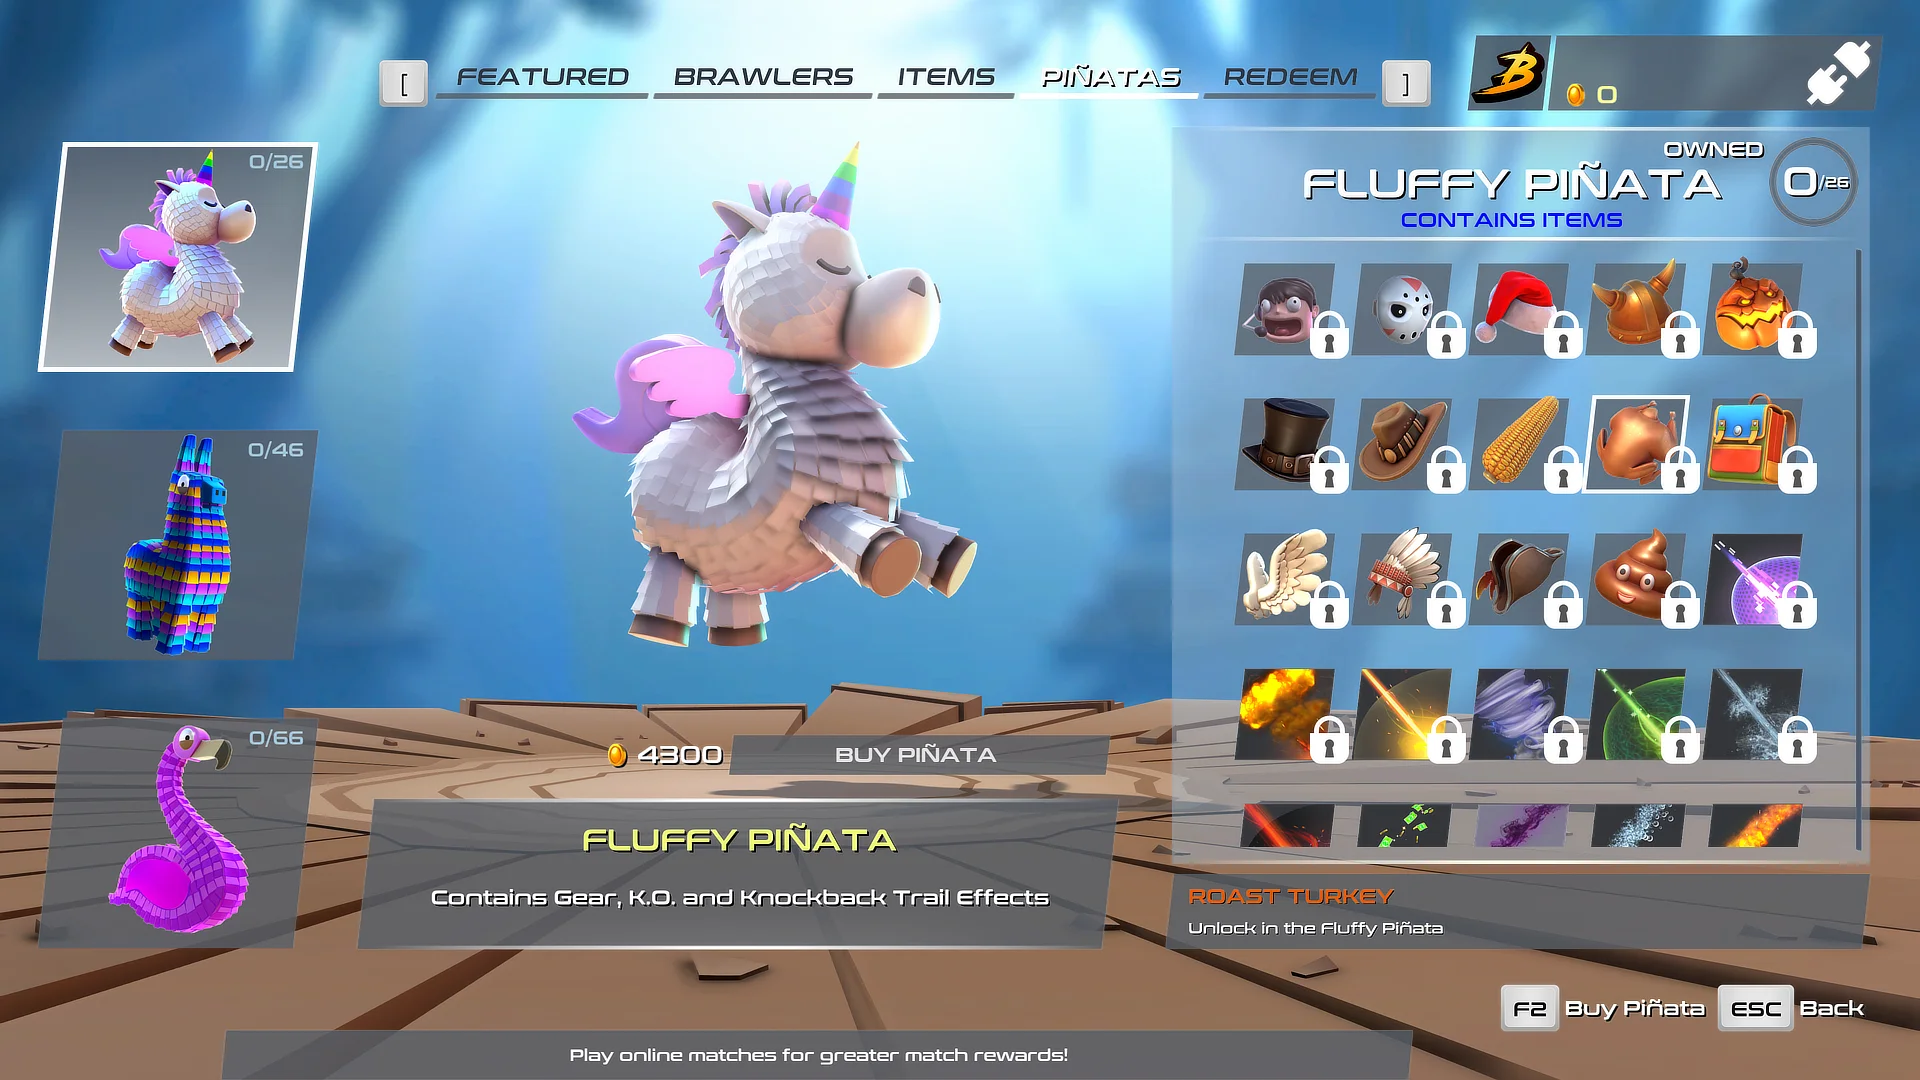 [
FEATURED
BRAWLERS
ITEMS
PIÑATAS
REDEEM
]
B
0
0/26
0/46
0/66
OWNED
FLUFFY PIÑATA
0/26
CONTAINS ITEMS
4300
BUY PIÑATA
FLUFFY PIÑATA
Contains Gear, K.O. and Knockback Trail Effects
ROAST TURKEY
Unlock in the Fluffy Piñata
F2 Buy Piñata
ESC Back
Play online matches for greater match rewards!